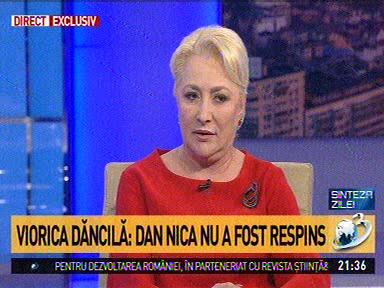 DIRECT EXCLUSIV
SINTEZA
ZILEI
VIORICA DĂNCILĂ: DAN NICA NU A FOST RESPINS
PENTRU DEZVOLTAREA ROMÂNIEI, ÎN PARTENERIAT CU REVISTA ȘTIINȚĂ?
21:36